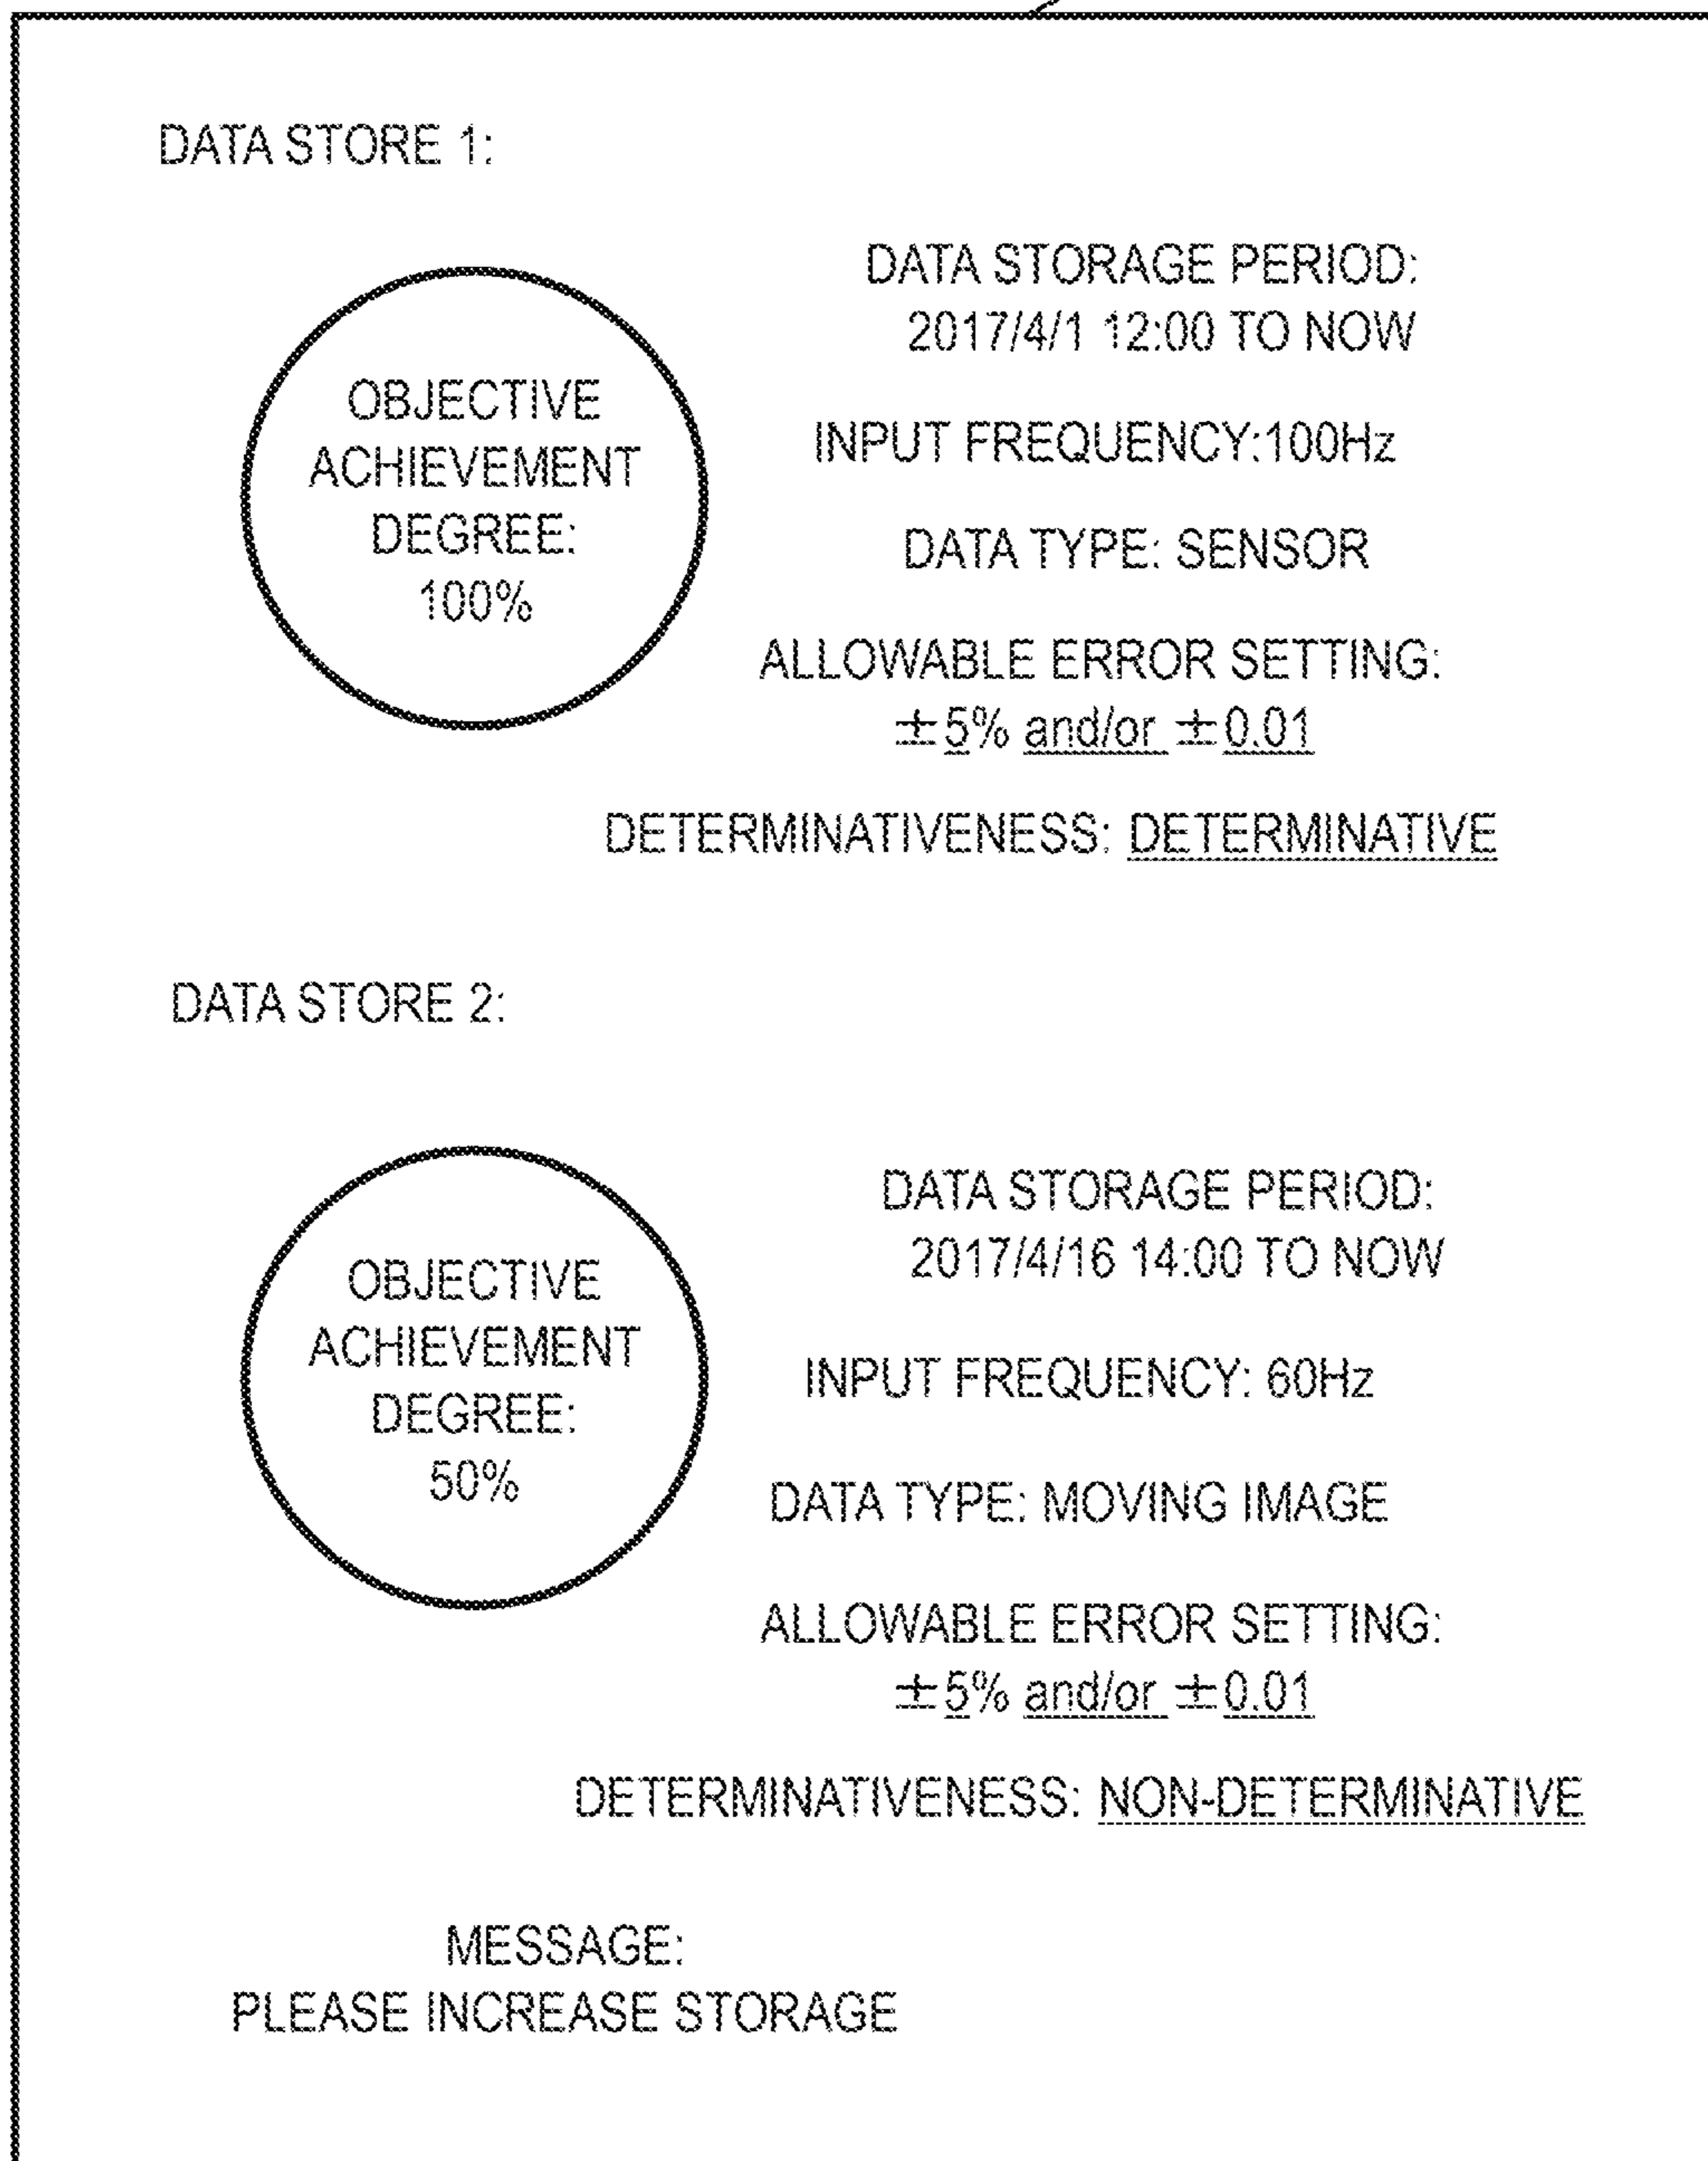 DATA STORE 1:
OBJECTIVE
ACHIEVEMENT
DEGREE:
100%
DATA STORAGE PERIOD:
2017/4/1 12:00 TO NOW
INPUT FREQUENCY:100Hz
DATA TYPE: SENSOR
ALLOWABLE ERROR SETTING:
±5% and/or ±0.01
DETERMINATIVENESS: DETERMINATIVE
DATA STORE 2:
OBJECTIVE
ACHIEVEMENT
DEGREE:
50%
DATA STORAGE PERIOD:
2017/4/16 14:00 TO NOW
INPUT FREQUENCY: 60Hz
DATA TYPE: MOVING IMAGE
ALLOWABLE ERROR SETTING:
±5% and/or ±0.01
DETERMINATIVENESS: NON-DETERMINATIVE
MESSAGE:
PLEASE INCREASE STORAGE